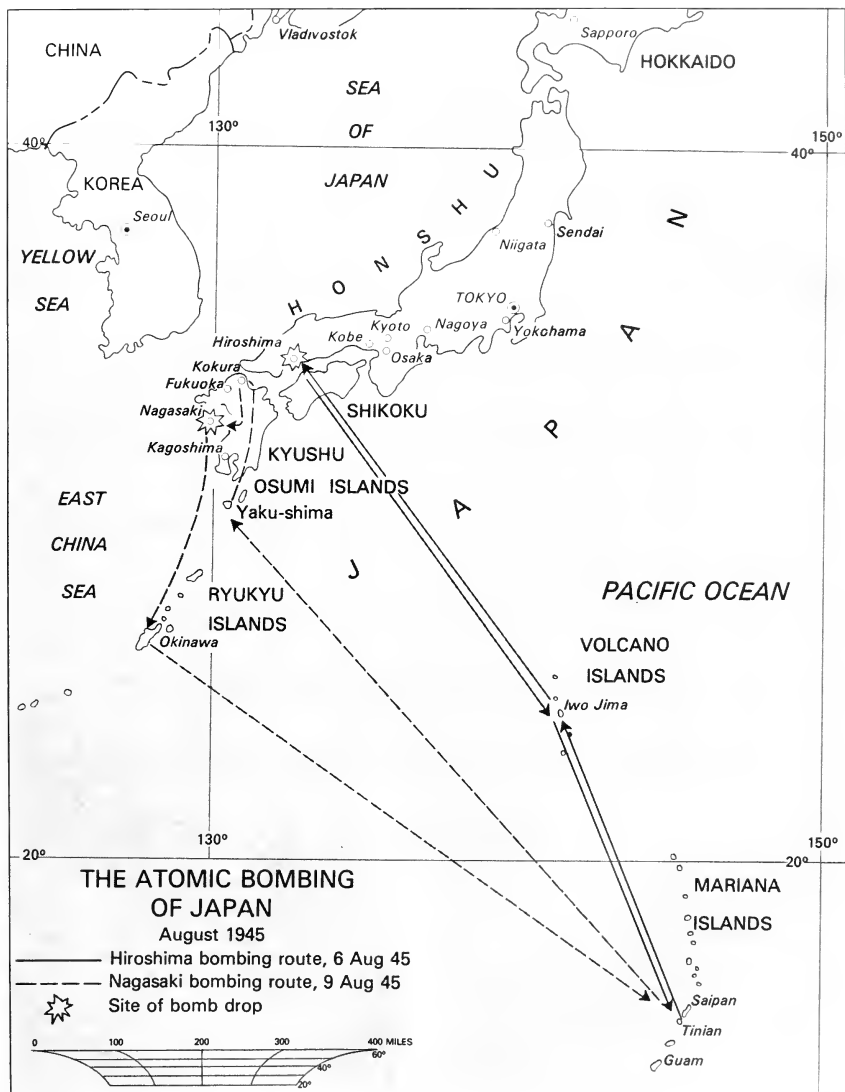 Vladivostok
Sapporo
CHINA
HOKKAIDO
SEA
OF
JAPAN
130°
150°
40°
40°
KOREA
Seoul
HONSHU
JAPAN
YELLOW
SEA
Niigata
Sendai
TOKYO
Yokohama
Nagoya
Kyoto
Kobe
Osaka
Hiroshima
Kokura
Fukuoka
Nagasaki
SHIKOKU
Kagoshima
KYUSHU
OSUMI ISLANDS
Yaku-shima
EAST
CHINA
SEA
RYUKYU
ISLANDS
Okinawa
PACIFIC OCEAN
VOLCANO
ISLANDS
Iwo Jima
130°
150°
20°
20°
MARIANA
ISLANDS
Saipan
Tinian
Guam
THE ATOMIC BOMBING
OF JAPAN
August 1945
Hiroshima bombing route, 6 Aug 45
Nagasaki bombing route, 9 Aug 45
Site of bomb drop
0 100 200 300 400 MILES
60°
40°
20°